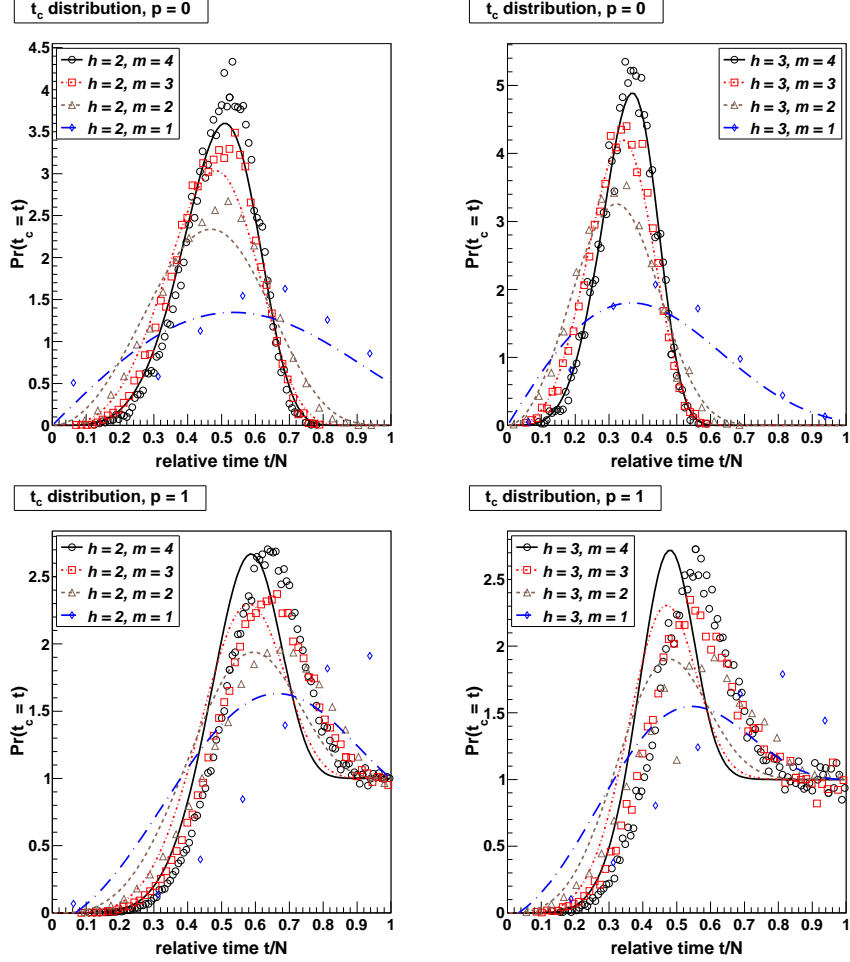 t_c distribution, p = 0
Pr(t_c = t)
4.5
4
3.5
3
2.5
2
1.5
1
0.5
0
h = 2, m = 4
h = 2, m = 3
h = 2, m = 2
h = 2, m = 1
0.1 0.2 0.3 0.4 0.5 0.6 0.7 0.8 0.9 1
relative time t/N
t_c distribution, p = 0
Pr(t_c = t)
5
4
3
2
1
0
h = 3, m = 4
h = 3, m = 3
h = 3, m = 2
h = 3, m = 1
0 0.1 0.2 0.3 0.4 0.5 0.6 0.7 0.8 0.9 1
relative time t/N
t_c distribution, p = 1
Pr(t_c = t)
2.5
2
1.5
1
0.5
0
h = 2, m = 4
h = 2, m = 3
h = 2, m = 2
h = 2, m = 1
0 0.1 0.2 0.3 0.4 0.5 0.6 0.7 0.8 0.9 1
relative time t/N
t_c distribution, p = 1
Pr(t_c = t)
2.5
2
1.5
1
0.5
0
h = 3, m = 4
h = 3, m = 3
h = 3, m = 2
h = 3, m = 1
0 0.1 0.2 0.3 0.4 0.5 0.6 0.7 0.8 0.9 1
relative time t/N